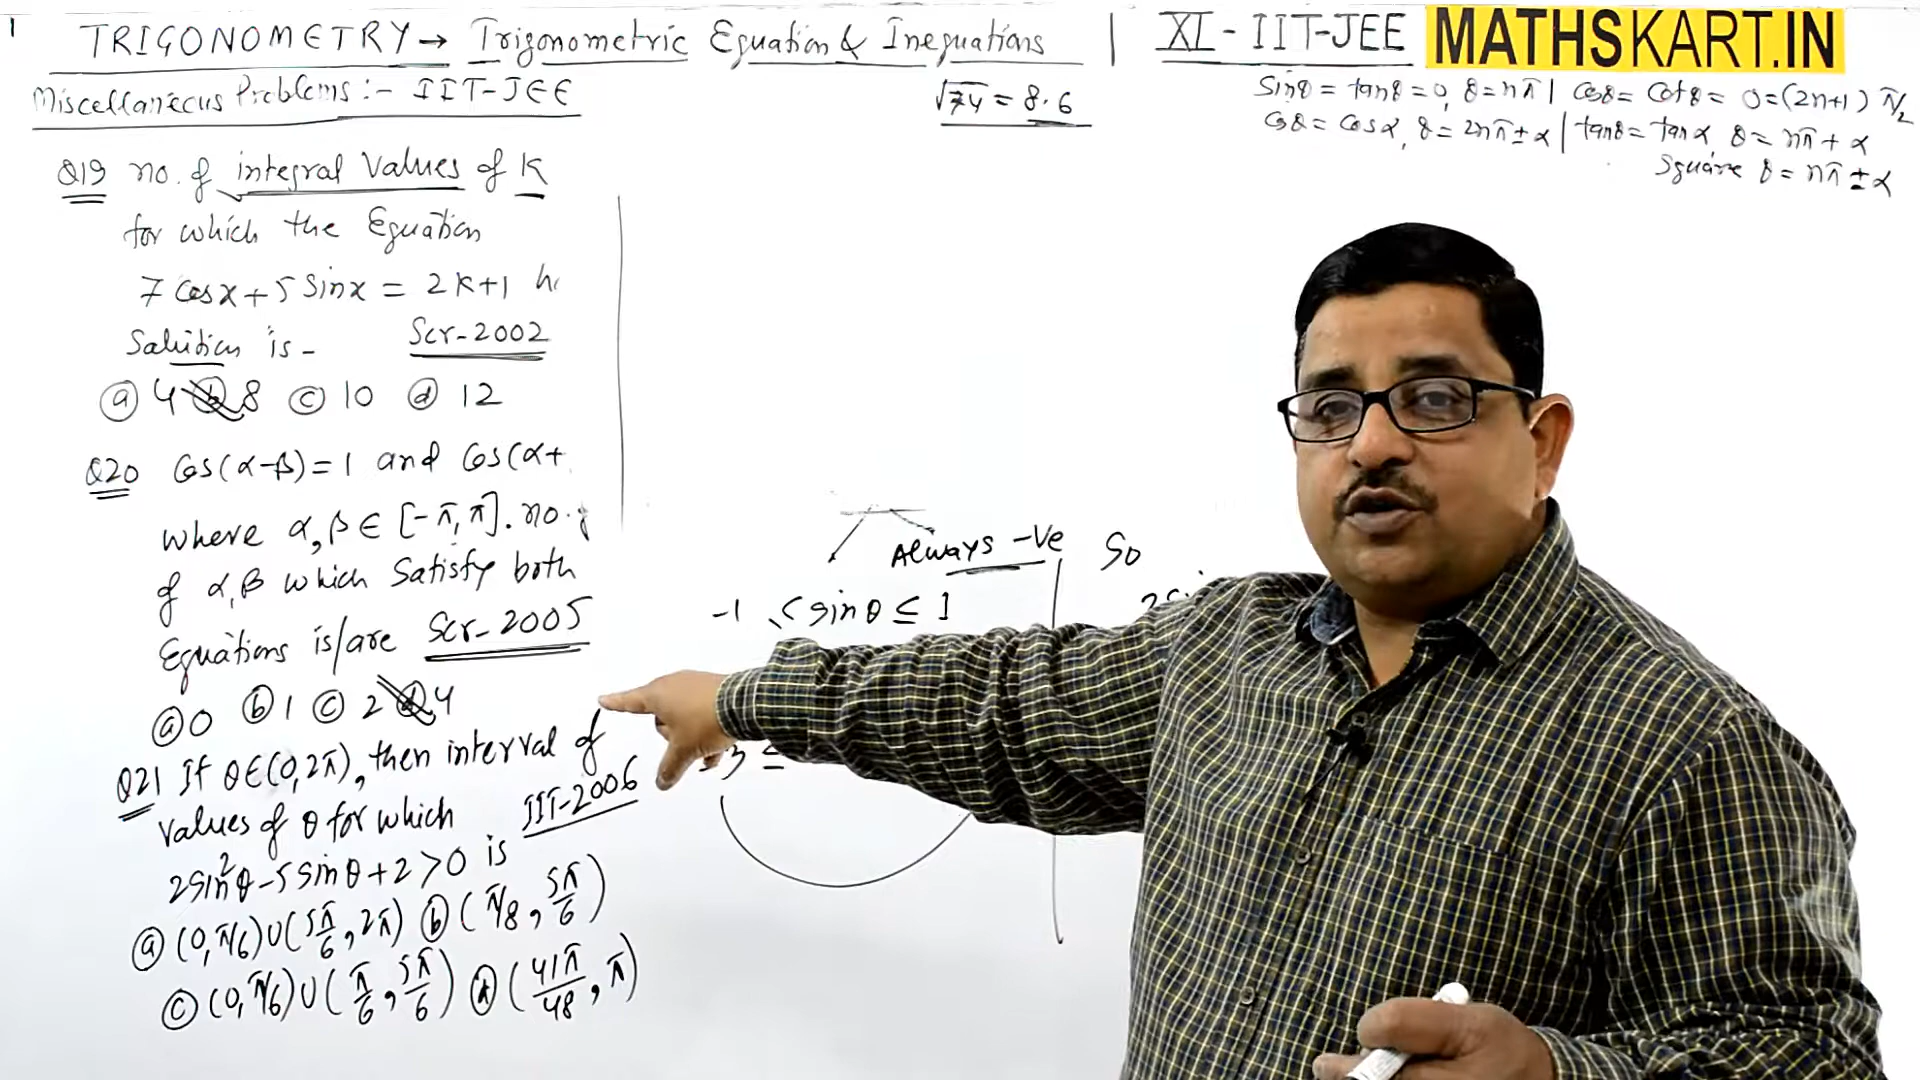 TRIGONOMETRY → Trigonometric Equation & Inequations | XI - IIT-JEE
MATHSKART.IN
Miscellaneous Problems :- IIT-JEE
√74 = 8.6
Sinθ = tanθ = 0, θ = nπ | cosθ = cotθ = 0 = (2n+1) π/2
cosθ = cosα, θ = 2nπ ± α | tanθ = tanα, θ = nπ + α
Square θ = nπ ± α
Q19 no. of integral values of K
for which the Equation
7 cosx + 5 sinx = 2K+1
Solution is - Scr-2002
(a) 4 (b) 8 (c) 10 (d) 12
Q20 Cos(α-β) = 1 and Cos(α+
where α, β ∈ [-π, π]. no.
of α, β which Satisfy both
Equations is/are Scr-2005
(a) 0 (b) 1 (c) 2 (d) 4
Q21 If θ∈(0,2π), then interval of
values of θ for which IIT-2006
2sin²θ - 5sinθ + 2 > 0 is
(a) (0, π/6) ∪ (5π/6, 2π) (b) (π/8, 5π/6)
(c) (0, π/6) ∪ (π/6, 5π/6) (d) (41π/48, π)
Always -ve
So
-1 ≤ sinθ ≤ 1
-3 ≤